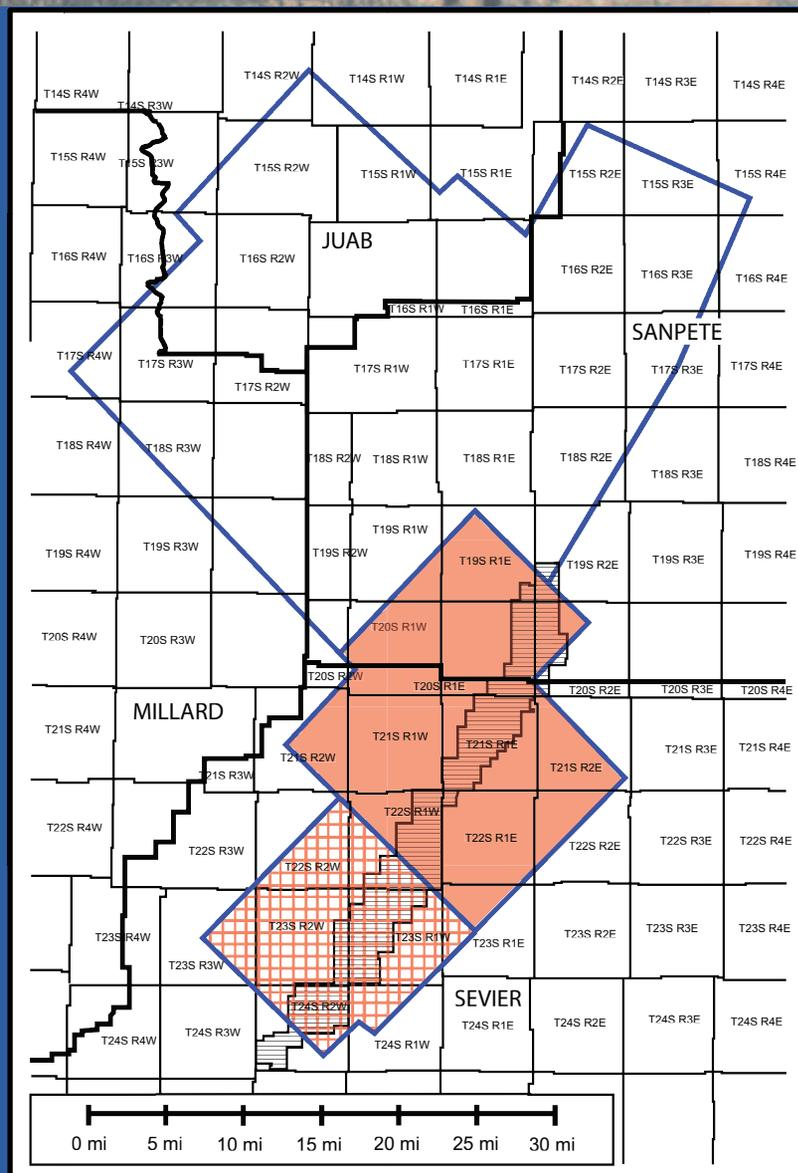 T14S R4W T14S R3W T14S R2W T14S R1W T14S R1E T14S R2E T14S R3E T14S R4E
T15S R4W T15S R3W T15S R2W T15S R1W T15S R1E T15S R2E T15S R3E T15S R4E
JUAB
T16S R4W T16S R3W T16S R2W T16S R2E T16S R3E T16S R4E
T16S R1W T16S R1E
SANPETE
T17S R4W T17S R3W T17S R2W T17S R1W T17S R1E T17S R2E T17S R3E T17S R4E
T18S R4W T18S R3W T18S R2W T18S R1W T18S R1E T18S R2E T18S R3E T18S R4E
T19S R4W T19S R3W T19S R2W T19S R1W T19S R1E T19S R2E T19S R3E T19S R4E
T20S R4W T20S R3W T20S R1W
T20S R2W T20S R1E T20S R2E T20S R3E T20S R4E
MILLARD
T21S R4W T21S R3W T21S R2W T21S R1W T21S R1E T21S R2E T21S R3E T21S R4E
T22S R4W T22S R3W T22S R2W T22S R1W T22S R1E T22S R2E T22S R3E T22S R4E
T23S R4W T23S R3W T23S R2W T23S R1W T23S R1E T23S R2E T23S R3E T23S R4E
SEVIER
T24S R4W T24S R3W T24S R2W T24S R1W T24S R1E T24S R2E T24S R3E T24S R4E
0 mi 5 mi 10 mi 15 mi 20 mi 25 mi 30 mi